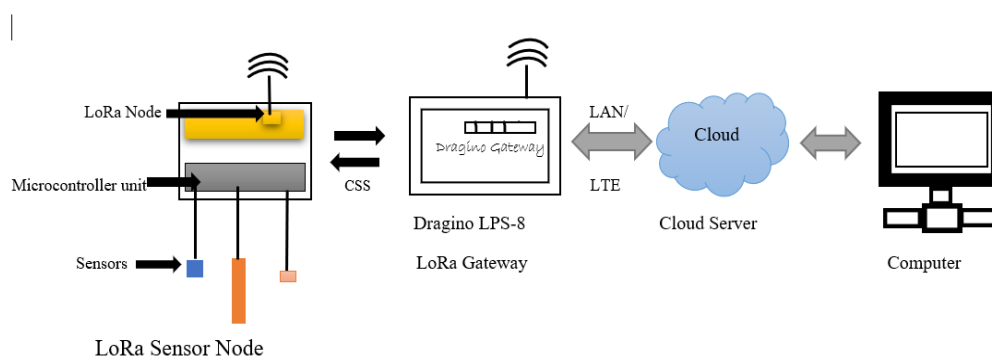 LoRa Node
Microcontroller unit
Sensors
LoRa Sensor Node
CSS
Dragino Gateway
Dragino LPS-8
LoRa Gateway
LAN/
LTE
Cloud
Cloud Server
Computer